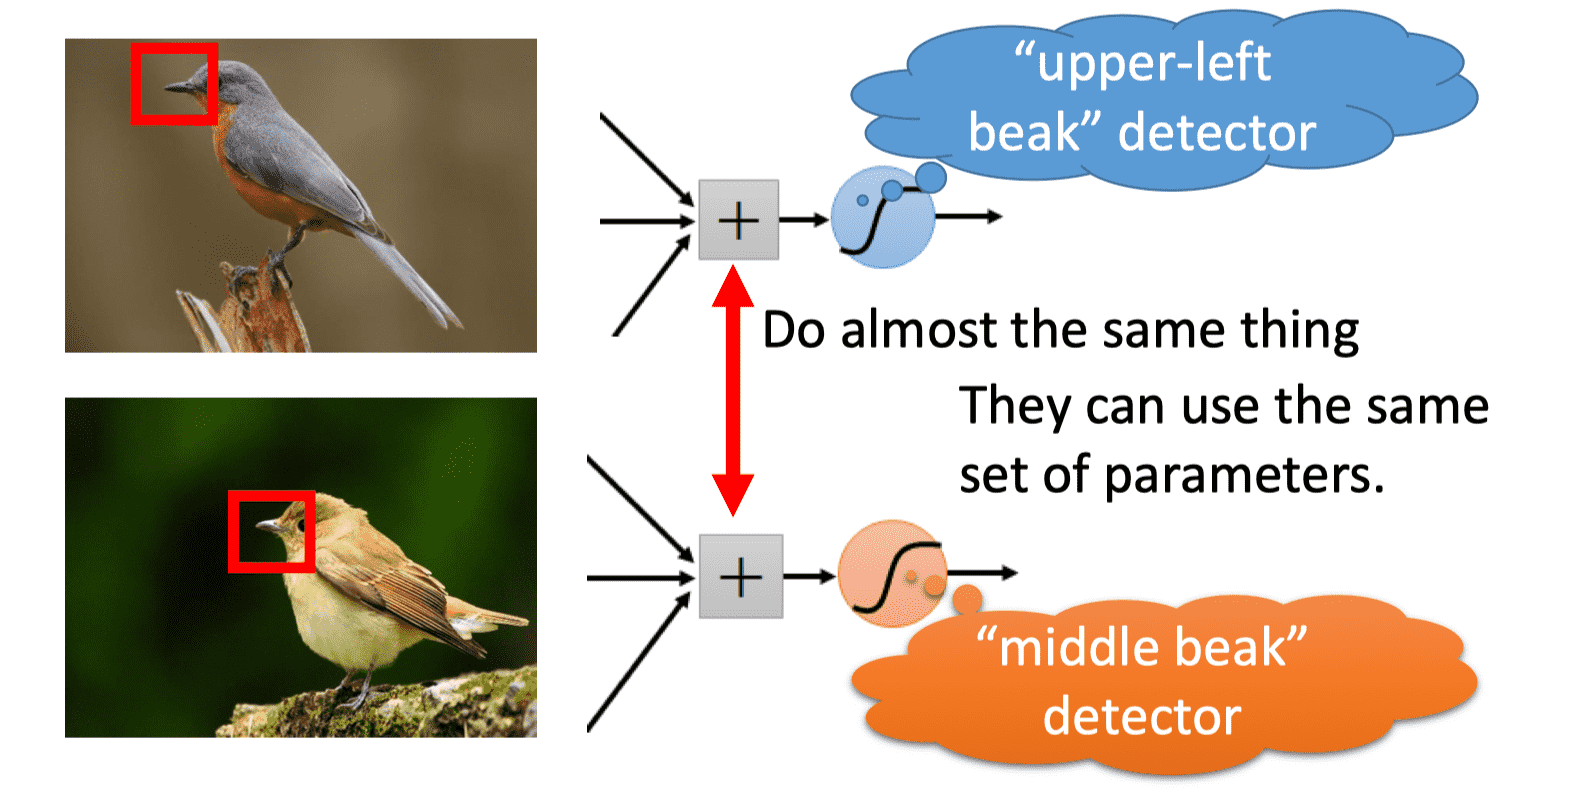 “upper-left
beak” detector
+
Do almost the same thing
They can use the same
set of parameters.
+
“middle beak”
detector